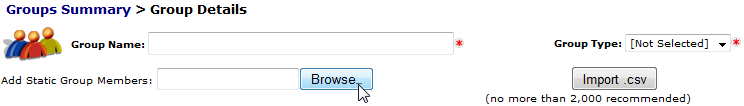 Groups Summary > Group Details
Group Name: * Group Type: [Not Selected] *
Add Static Group Members: Browse... Import .csv
(no more than 2,000 recommended)